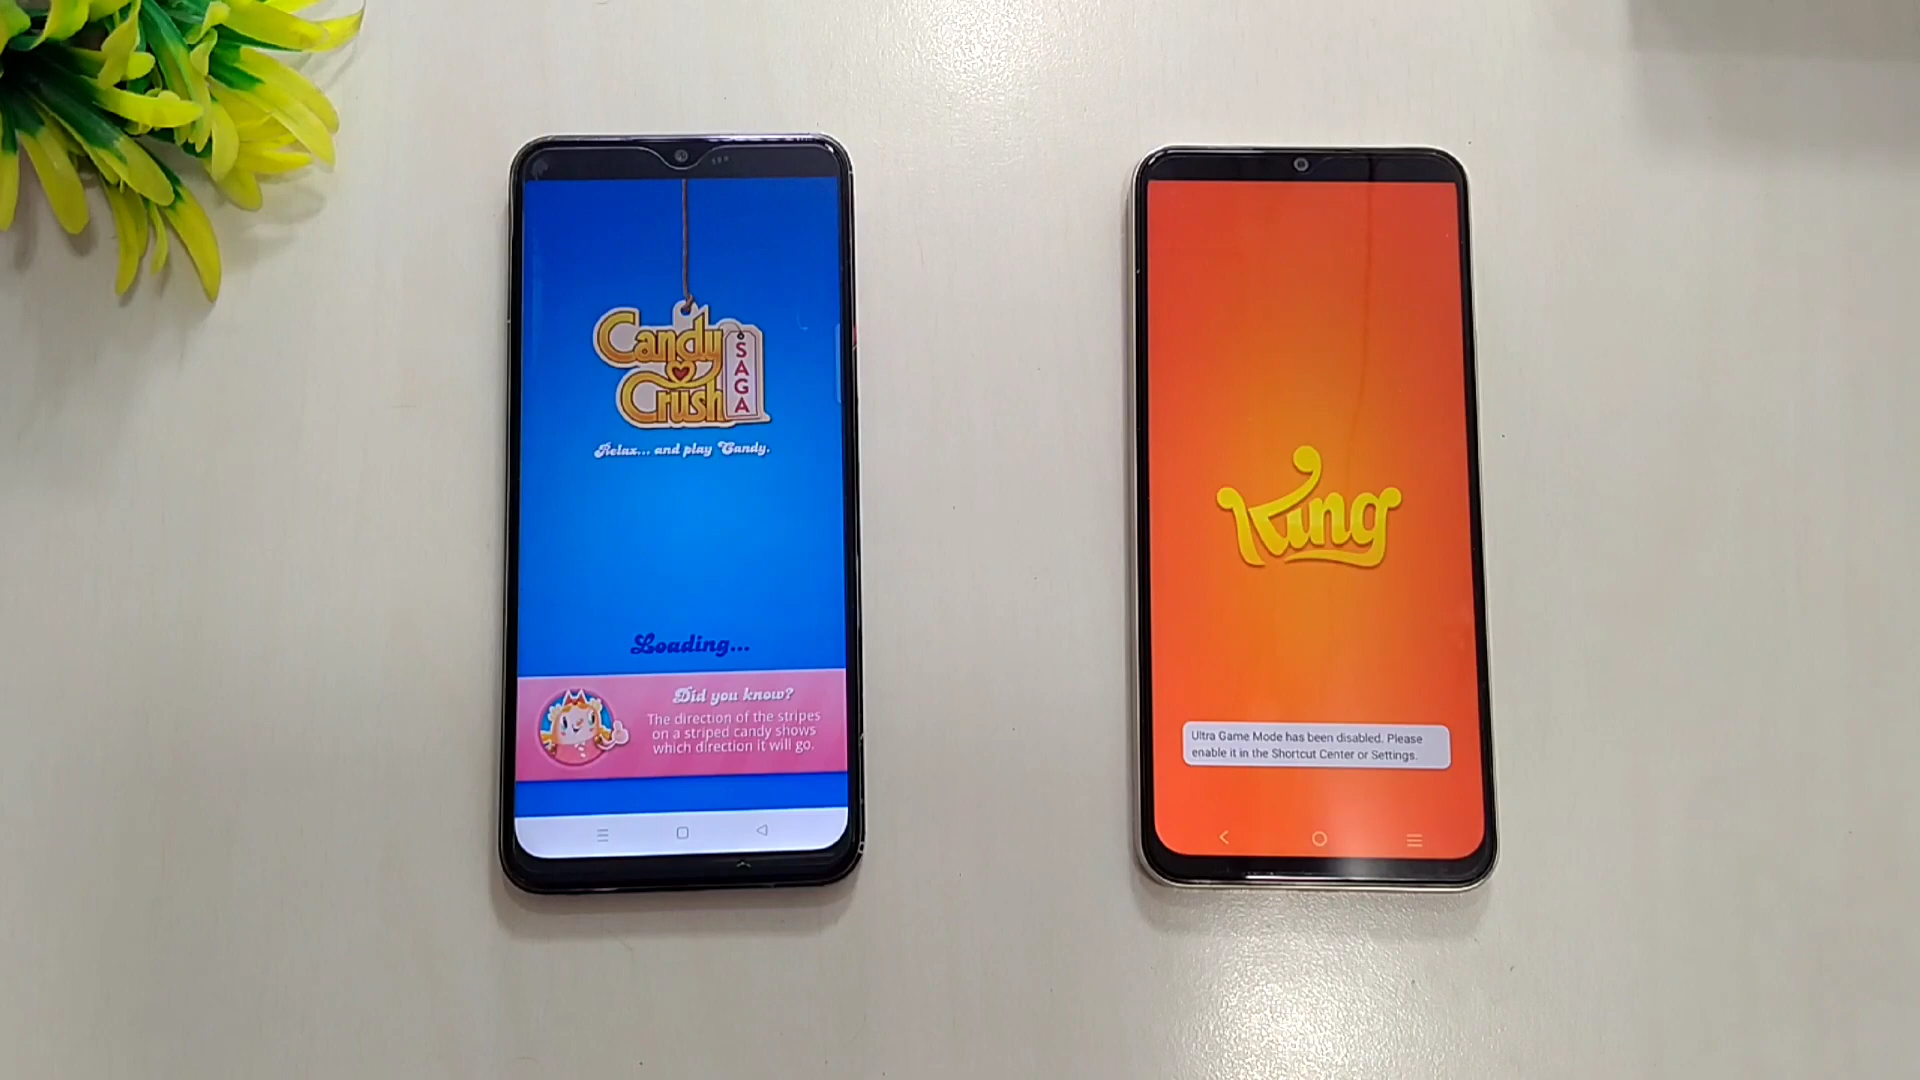 Candy
Crush
SAGA
Relax... and play Candy.
Loading...
Did you know?
The direction of the stripes
on a striped candy shows
which direction it will go.
King
Ultra Game Mode has been disabled. Please
enable it in the Shortcut Center or Settings.